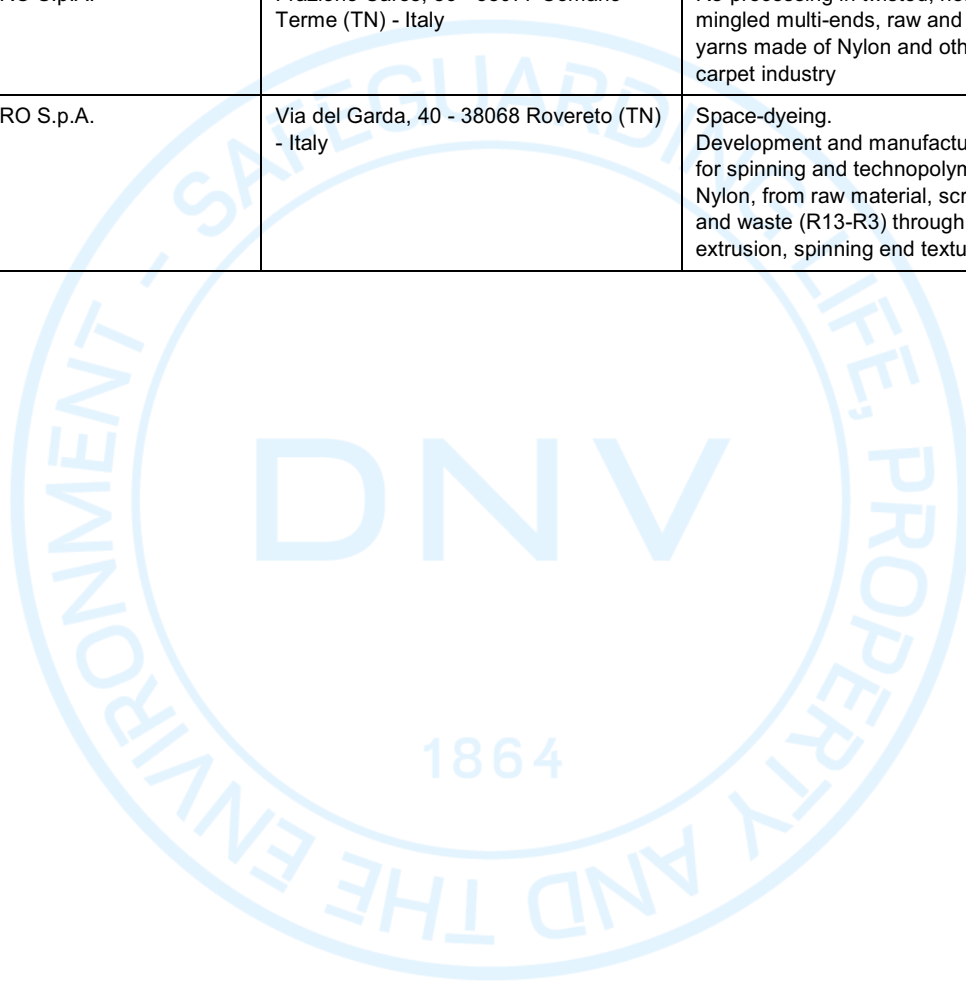 Terme (TN) - Italy
mingled multi-ends, raw and
yarns made of Nylon and oth
carpet industry
RO S.p.A.
Via del Garda, 40 - 38068 Rovereto (TN)
- Italy
Space-dyeing.
Development and manufactu
for spinning and technopolyn
Nylon, from raw material, scr
and waste (R13-R3) through
extrusion, spinning end textu
SAFEGUARDING LIFE, PROPERTY AND THE ENVIRONMENT -
DNV
1864